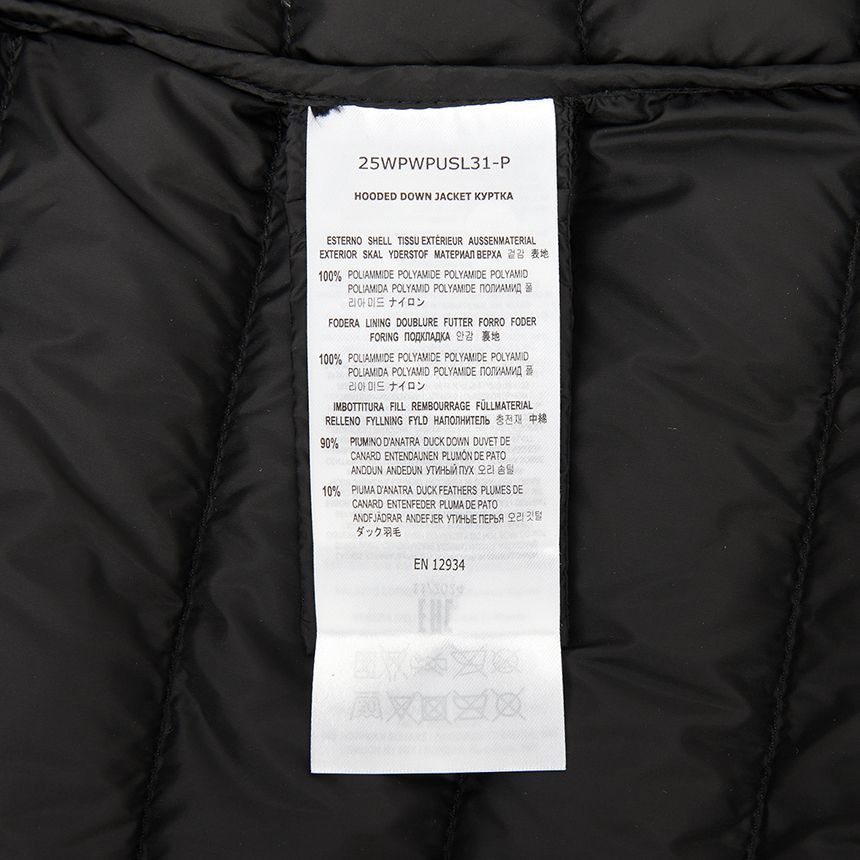 25WPWPUSL31-P
HOODED DOWN JACKET КУРТКА
ESTERNO SHELL TISSU EXTÉRIEUR AUSSENMATERIAL
EXTERIOR SKAL YDERSTOF МАТЕРИАЛ ВЕРХА 겉감 表地
100% POLIAMMIDE POLYAMIDE POLYAMIDE POLYAMID
POLIAMIDA POLYAMID POLYAMIDE ПОЛИАМИД 폴
리아미드 ナイロン
FODERA LINING DOUBLURE FUTTER FORRO FODER
FORING ПОДКЛАДКА 안감 裏地
100% POLIAMMIDE POLYAMIDE POLYAMIDE POLYAMID
POLIAMIDA POLYAMID POLYAMIDE ПОЛИАМИД 폴
리아미드 ナイロン
IMBOTTITURA FILL REMBOURRAGE FÜLLMATERIAL
RELLENO FYLLNING FYLD НАПОЛНИТЕЛЬ 충전재 中綿
90% PIUMINO D'ANATRA DUCK DOWN DUVET DE
CANARD ENTENDAUNEN PLUMÓN DE PATO
ANDDUN ANDEDUN УТИНЫЙ ПУХ 오리 솜털
10% PIUMA D'ANATRA DUCK FEATHERS PLUMES DE
CANARD ENTENFEDER PLUMA DE PATO
ANDFJÄDRAR ANDEFJER УТИНЫЕ ПЕРЬЯ 오리 깃털
ダック羽毛
EN 12934
11/2024
EAC